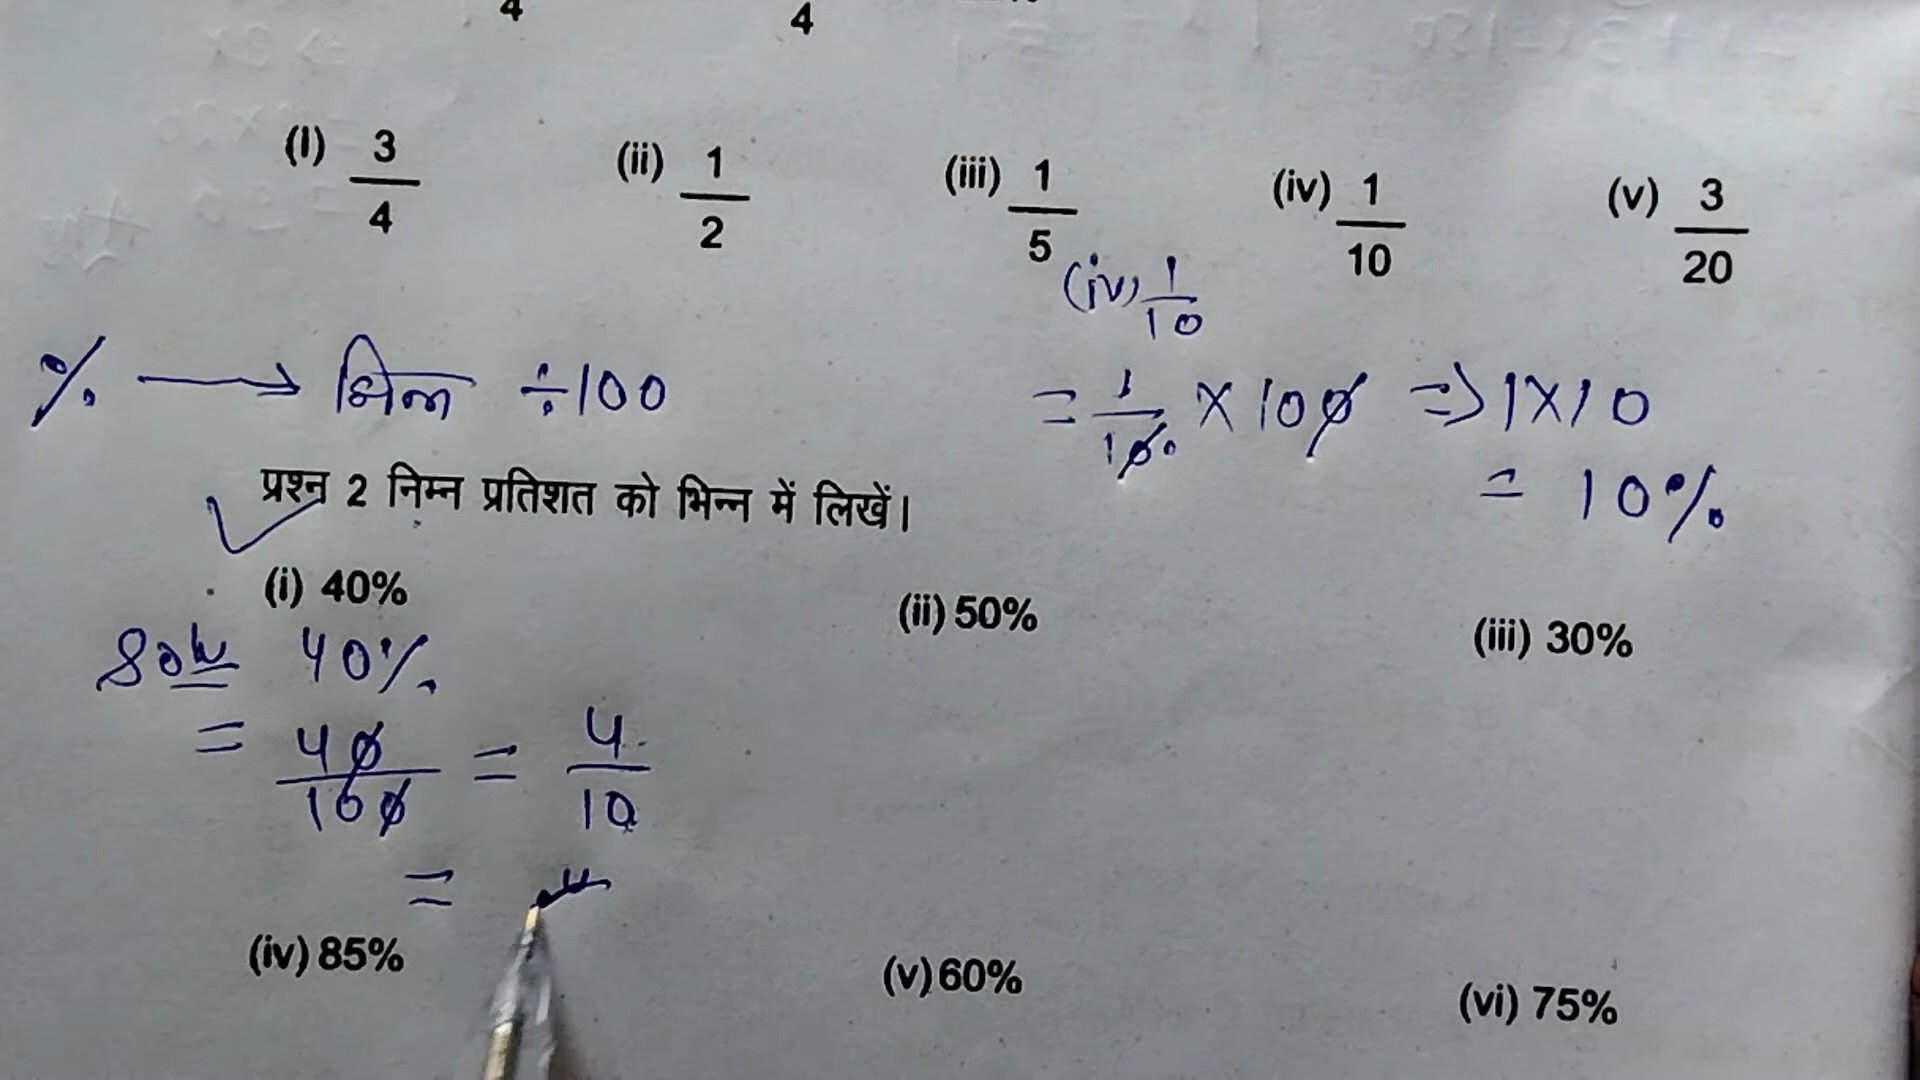 4 4
(I) 3/4 (ii) 1/2 (iii) 1/5 (iv) 1/10 (v) 3/20
(iv) 1/10
% → भिन्न ÷100
= 1/10 × 100 ⇒ 1×10
= 10%
प्रश्न 2 निम्न प्रतिशत को भिन्न में लिखें।
(i) 40% (ii) 50% (iii) 30%
Soln 40%
= 40/100 = 4/10
=
(iv) 85% (v) 60% (vi) 75%